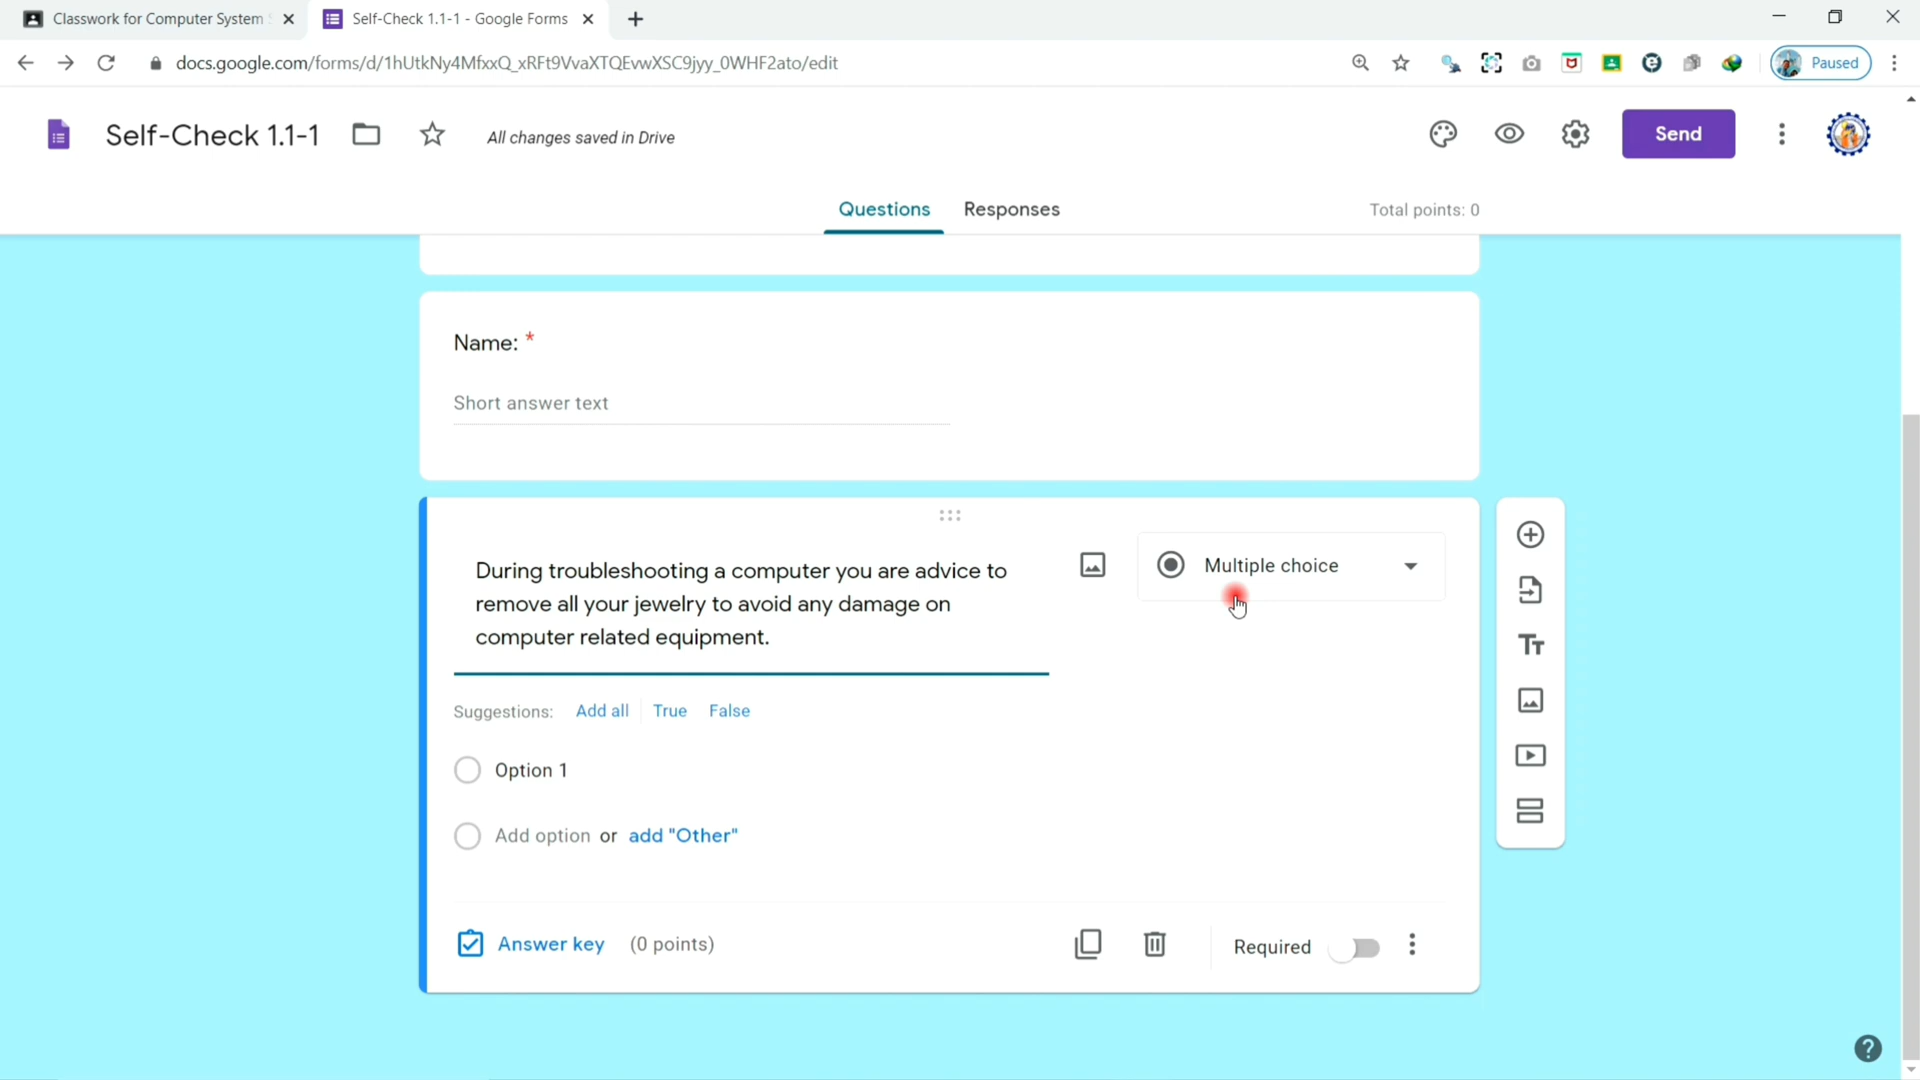 Classwork for Computer System
Self-Check 1.1-1 - Google Forms
docs.google.com/forms/d/1hUtkNy4MfxxQ_xRFt9VvaXTQEvwXSC9jyy_0WHF2ato/edit
Paused
Self-Check 1.1-1
All changes saved in Drive
Send
Questions
Responses
Total points: 0
Name: *
Short answer text
During troubleshooting a computer you are advice to
remove all your jewelry to avoid any damage on
computer related equipment.
Multiple choice
Suggestions: Add all True False
Option 1
Add option or add "Other"
Answer key (0 points)
Required